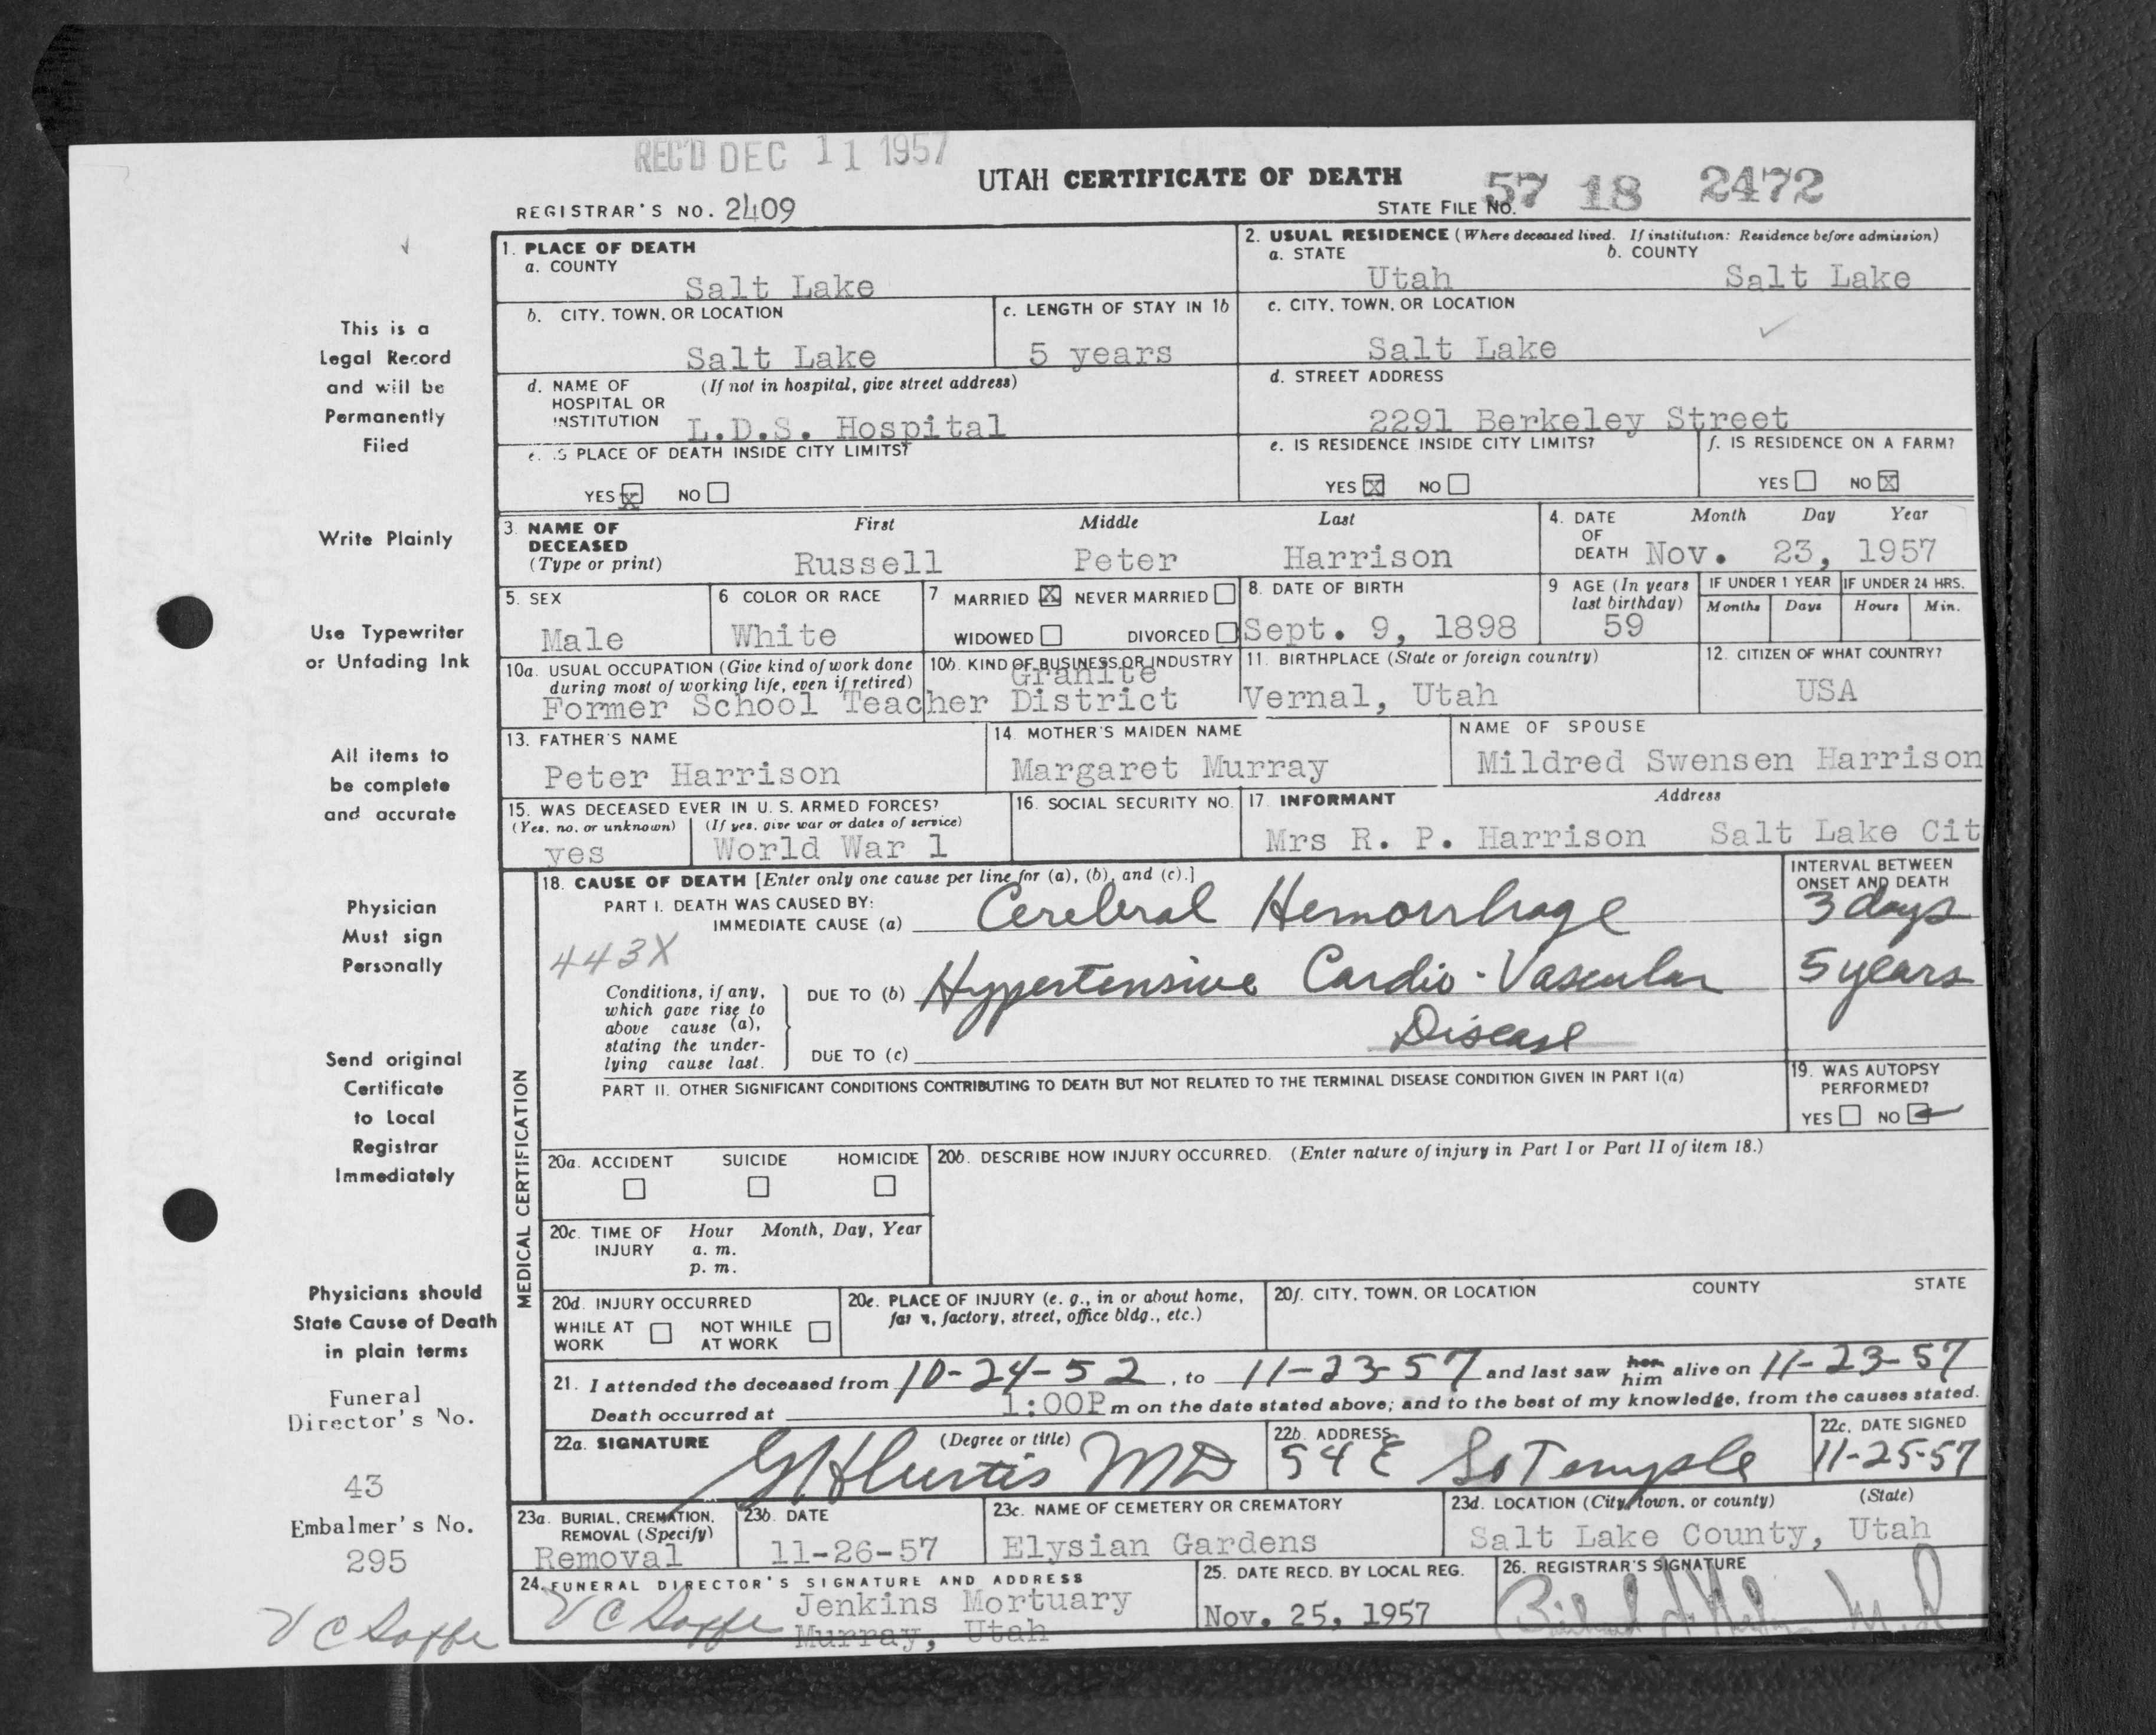 REC'D DEC 11 1957
UTAH CERTIFICATE OF DEATH
57 18 2472
REGISTRAR'S NO. 2409
STATE FILE NO.
This is a
Legal Record
and will be
Permanently
Filed
Write Plainly
Use Typewriter
or Unfading Ink
All items to
be complete
and accurate
Physician
Must sign
Personally
Send original
Certificate
to Local
Registrar
Immediately
Physicians should
State Cause of Death
in plain terms
Funeral
Director's No.
43
Embalmer's No.
295
1. PLACE OF DEATH
a. COUNTY
Salt Lake
2. USUAL RESIDENCE (Where deceased lived. If institution: Residence before admission)
a. STATE
Utah
b. COUNTY
Salt Lake
b. CITY, TOWN, OR LOCATION
Salt Lake
c. LENGTH OF STAY IN 1b
5 years
c. CITY, TOWN, OR LOCATION
Salt Lake
d. NAME OF (If not in hospital, give street address)
HOSPITAL OR
INSTITUTION
L.D.S. Hospital
d. STREET ADDRESS
2291 Berkeley Street
e. IS PLACE OF DEATH INSIDE CITY LIMITS?
YES X NO
e. IS RESIDENCE INSIDE CITY LIMITS?
YES X NO
f. IS RESIDENCE ON A FARM?
YES NO X
3. NAME OF
DECEASED
(Type or print)
First Middle Last
Russell Peter Harrison
4. DATE
OF
DEATH
Month Day Year
Nov. 23, 1957
5. SEX
Male
6 COLOR OR RACE
White
7 MARRIED X NEVER MARRIED
WIDOWED DIVORCED
8. DATE OF BIRTH
Sept. 9, 1898
9 AGE (In years
last birthday)
59
IF UNDER 1 YEAR
Months Days
IF UNDER 24 HRS.
Hours Min.
10a. USUAL OCCUPATION (Give kind of work done
during most of working life, even if retired)
Former School Teacher
10b. KIND OF BUSINESS OR INDUSTRY
Granite
District
11. BIRTHPLACE (State or foreign country)
Vernal, Utah
12. CITIZEN OF WHAT COUNTRY?
USA
13. FATHER'S NAME
Peter Harrison
14. MOTHER'S MAIDEN NAME
Margaret Murray
NAME OF SPOUSE
Mildred Swensen Harrison
15. WAS DECEASED EVER IN U. S. ARMED FORCES?
(Yes, no, or unknown) (If yes, give war or dates of service)
yes World War 1
16. SOCIAL SECURITY NO.
17. INFORMANT Address
Mrs R. P. Harrison Salt Lake Cit
MEDICAL CERTIFICATION
18. CAUSE OF DEATH [Enter only one cause per line for (a), (b), and (c).]
INTERVAL BETWEEN
ONSET AND DEATH
PART I. DEATH WAS CAUSED BY:
IMMEDIATE CAUSE (a) Cerebral Hemorrhage 3 days
443X
Conditions, if any,
which gave rise to
above cause (a),
stating the under-
lying cause last.
DUE TO (b) Hypertensive Cardio-Vascular 5 years
Disease
DUE TO (c)
PART II. OTHER SIGNIFICANT CONDITIONS CONTRIBUTING TO DEATH BUT NOT RELATED TO THE TERMINAL DISEASE CONDITION GIVEN IN PART I(a)
19. WAS AUTOPSY
PERFORMED?
YES NO
20a. ACCIDENT SUICIDE HOMICIDE
20b. DESCRIBE HOW INJURY OCCURRED. (Enter nature of injury in Part I or Part II of item 18.)
20c. TIME OF Hour Month, Day, Year
INJURY a. m.
p. m.
20d. INJURY OCCURRED
WHILE AT NOT WHILE
WORK AT WORK
20e. PLACE OF INJURY (e. g., in or about home,
farm, factory, street, office bldg., etc.)
20f. CITY, TOWN, OR LOCATION COUNTY STATE
21. I attended the deceased from 10-24-52, to 11-23-57 and last saw her him alive on 11-23-57
Death occurred at 1:00P m on the date stated above; and to the best of my knowledge, from the causes stated.
22a. SIGNATURE (Degree or title)
MD
22b. ADDRESS
54 E So Temple
22c. DATE SIGNED
11-25-57
23a. BURIAL, CREMATION,
REMOVAL (Specify)
Removal
23b. DATE
11-26-57
23c. NAME OF CEMETERY OR CREMATORY
Elysian Gardens
23d. LOCATION (City, town, or county) (State)
Salt Lake County, Utah
24. FUNERAL DIRECTOR'S SIGNATURE AND ADDRESS
Jenkins Mortuary
Murray, Utah
25. DATE RECD. BY LOCAL REG.
Nov. 25, 1957
26. REGISTRAR'S SIGNATURE